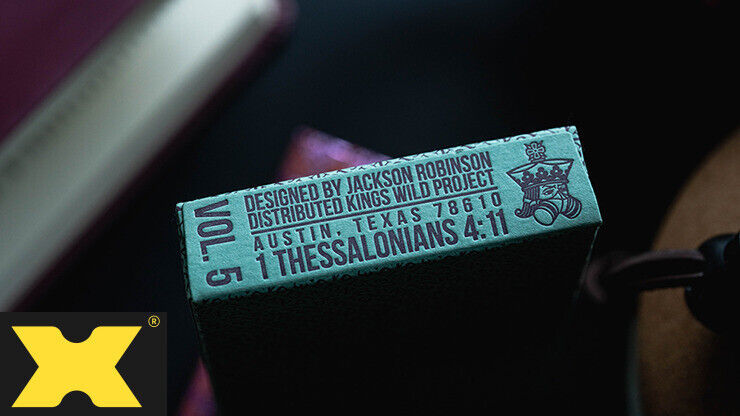 VOL. 5
DESIGNED BY JACKSON ROBINSON
DISTRIBUTED KINGS WILD PROJECT
AUSTIN, TEXAS 78610
1 THESSALONIANS 4:11
X®